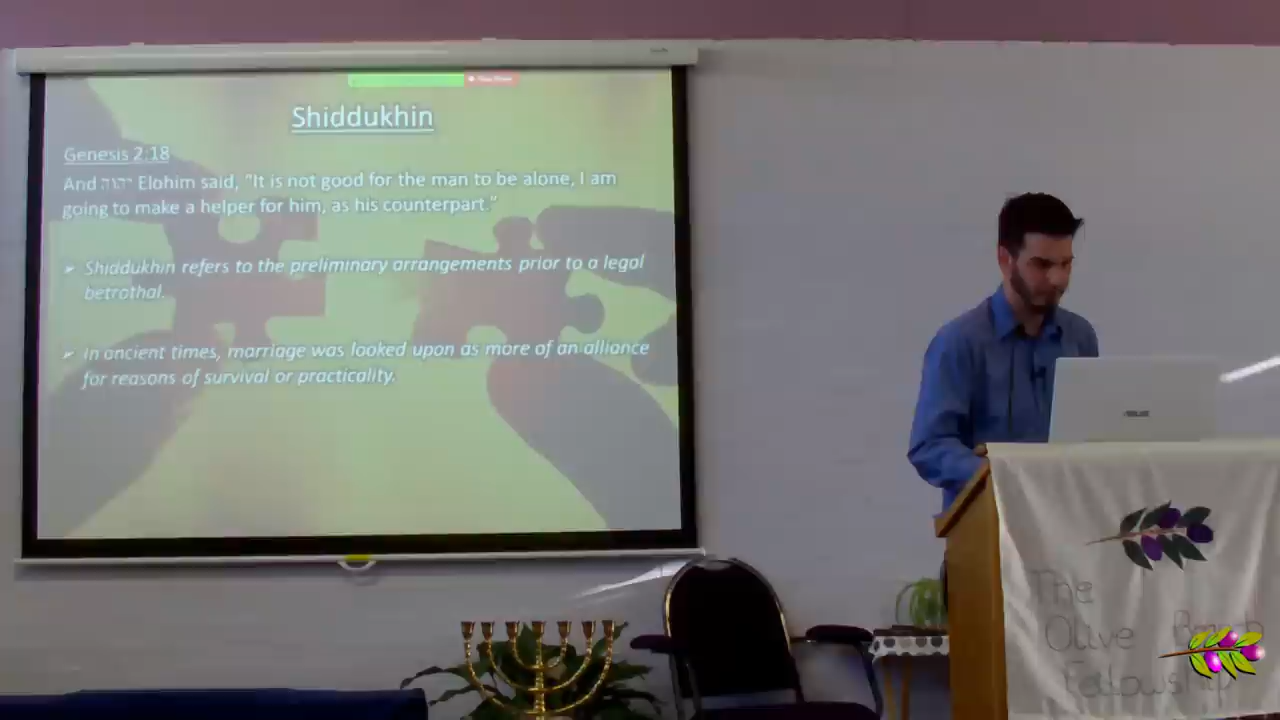 Shiddukhin
Genesis 2:18
And יהוה Elohim said, "It is not good for the man to be alone, I am
going to make a helper for him, as his counterpart."
➢ Shiddukhin refers to the preliminary arrangements prior to a legal
betrothal.
➢ In ancient times, marriage was looked upon as more of an alliance
for reasons of survival or practicality.
ASUS
The
Olive Branch
Fellowship